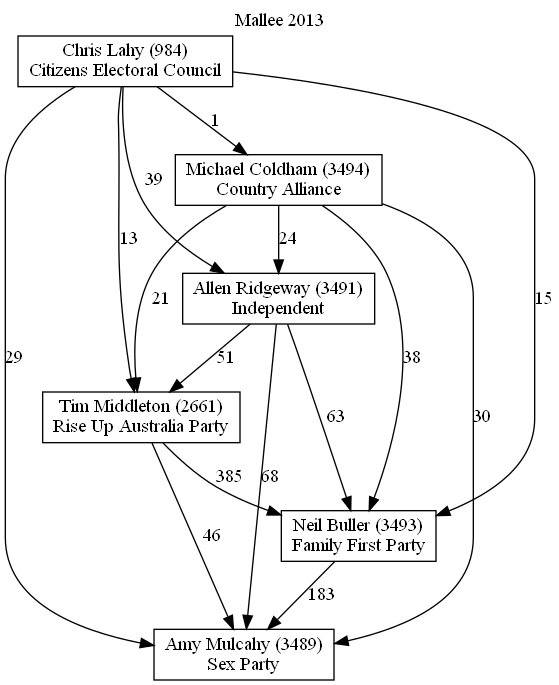 Mallee 2013
Chris Lahy (984)
Citizens Electoral Council
1
Michael Coldham (3494)
Country Alliance
39
13
21
24
Allen Ridgeway (3491)
Independent
29
38
15
51
Tim Middleton (2661)
Rise Up Australia Party
63
30
385
68
46
Neil Buller (3493)
Family First Party
183
Amy Mulcahy (3489)
Sex Party